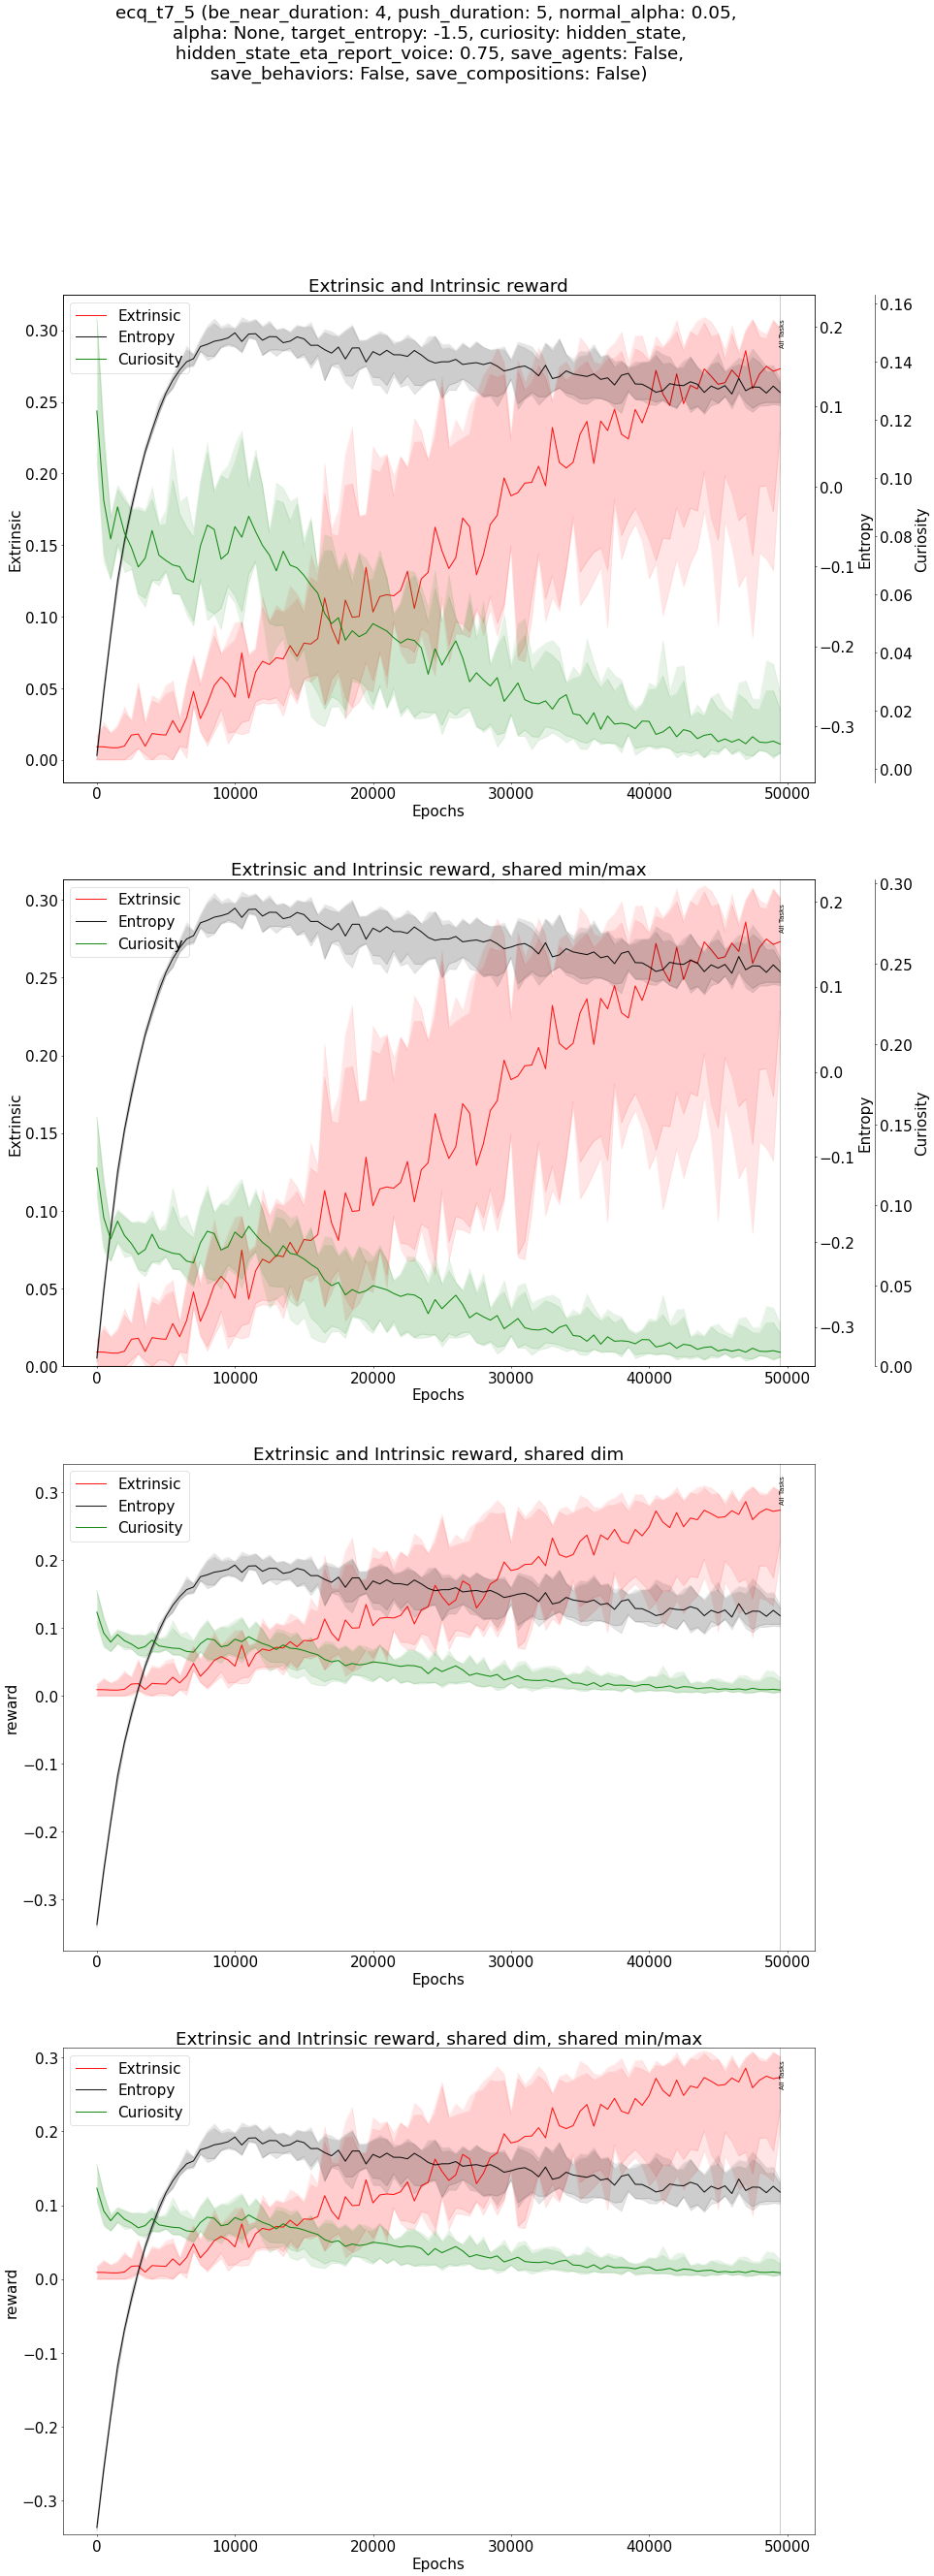 ecq_t7_5 (be_near_duration: 4, push_duration: 5, normal_alpha: 0.05,
alpha: None, target_entropy: -1.5, curiosity: hidden_state,
hidden_state_eta_report_voice: 0.75, save_agents: False,
save_behaviors: False, save_compositions: False)
Extrinsic and Intrinsic reward
Extrinsic
Entropy
Curiosity
All Tasks
0.30
0.25
0.20
0.15
0.10
0.05
0.00
Extrinsic
0.2
0.1
0.0
−0.1
−0.2
−0.3
Entropy
0.16
0.14
0.12
0.10
0.08
0.06
0.04
0.02
0.00
Curiosity
0 10000 20000 30000 40000 50000
Epochs
Extrinsic and Intrinsic reward, shared min/max
Extrinsic
Entropy
Curiosity
All Tasks
0.30
0.25
0.20
0.15
0.10
0.05
0.00
Extrinsic
0.2
0.1
0.0
−0.1
−0.2
−0.3
Entropy
0.30
0.25
0.20
0.15
0.10
0.05
0.00
Curiosity
0 10000 20000 30000 40000 50000
Epochs
Extrinsic and Intrinsic reward, shared dim
Extrinsic
Entropy
Curiosity
All Tasks
0.3
0.2
0.1
0.0
−0.1
−0.2
−0.3
reward
0 10000 20000 30000 40000 50000
Epochs
Extrinsic and Intrinsic reward, shared dim, shared min/max
Extrinsic
Entropy
Curiosity
All Tasks
0.3
0.2
0.1
0.0
−0.1
−0.2
−0.3
reward
0 10000 20000 30000 40000 50000
Epochs